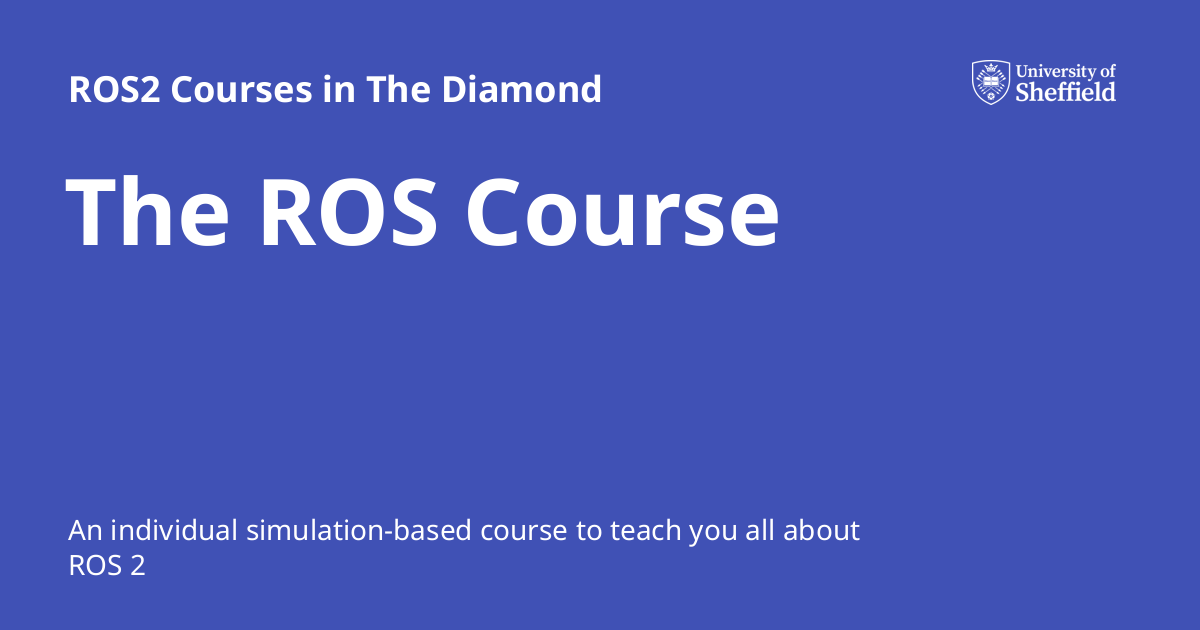 ROS2 Courses in The Diamond
University of
Sheffield
The ROS Course
An individual simulation-based course to teach you all about
ROS 2